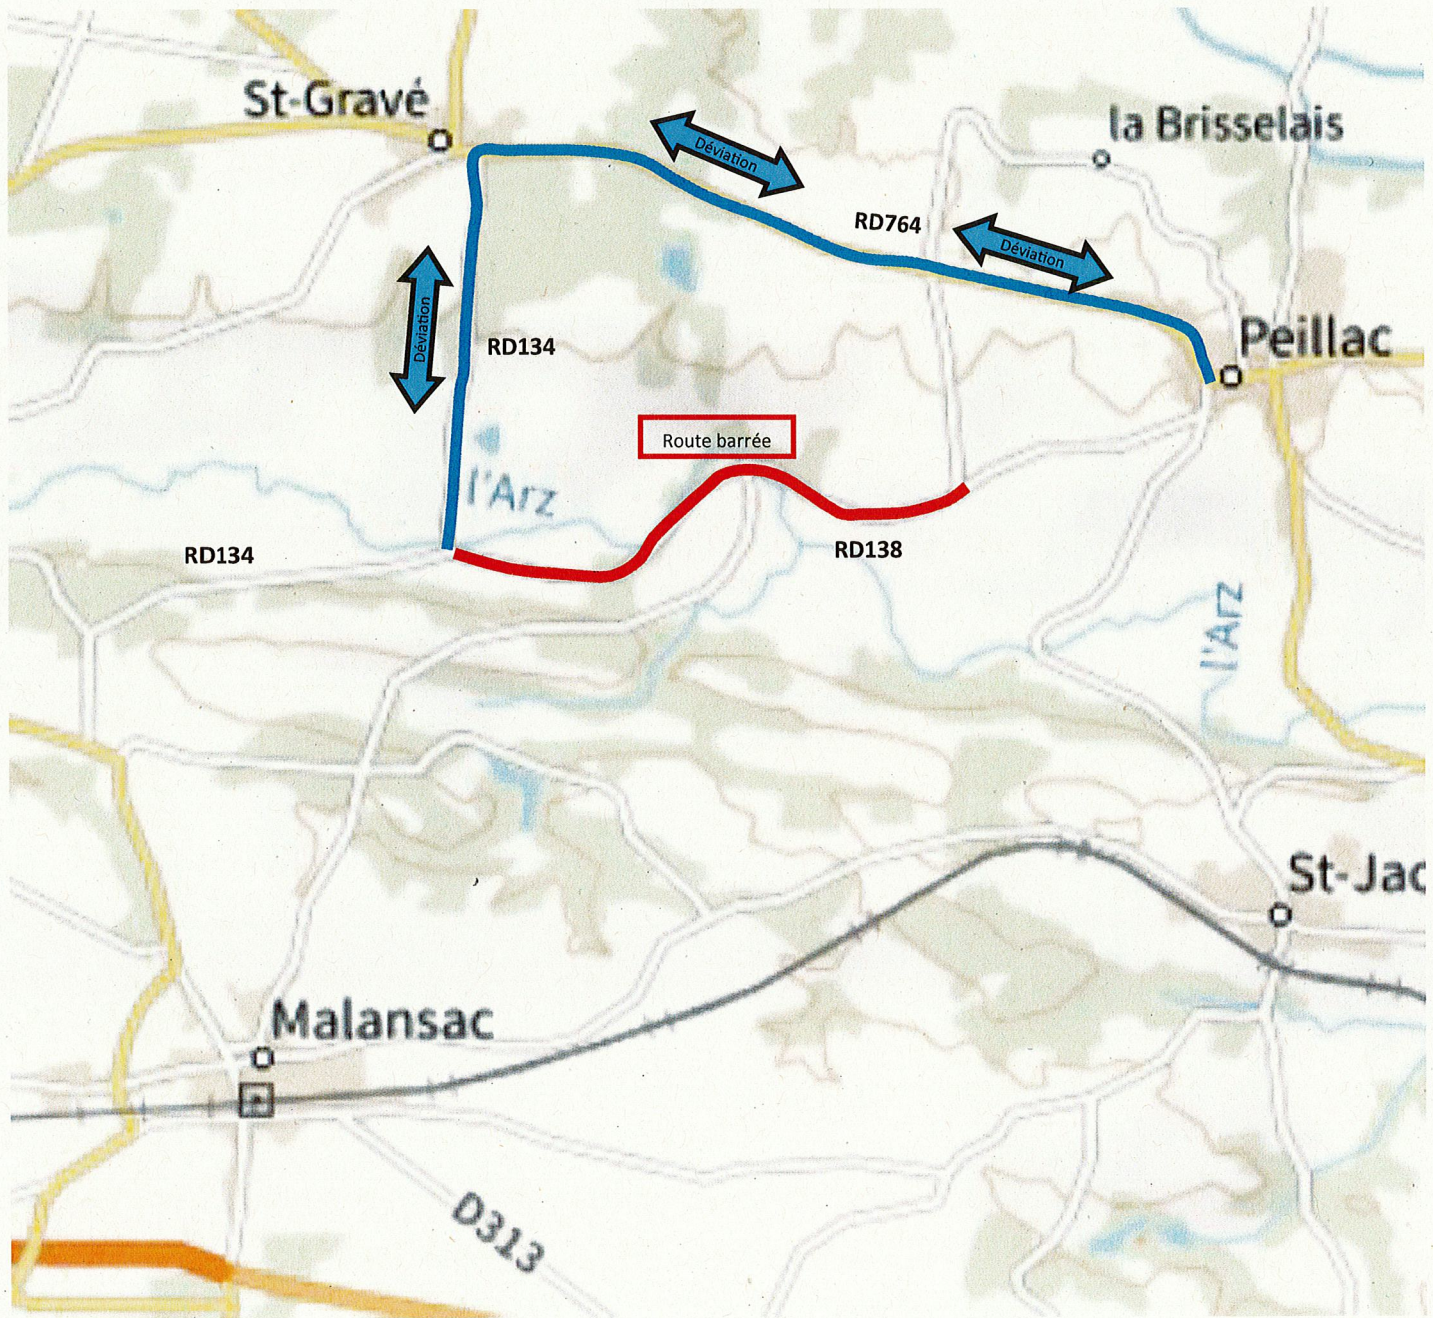 St-Gravé
la Brisselais
Déviation
RD764
Déviation
Déviation
RD134
Peillac
Route barrée
l'Arz
RD134
RD138
l'Arz
St-Jac
Malansac
D313